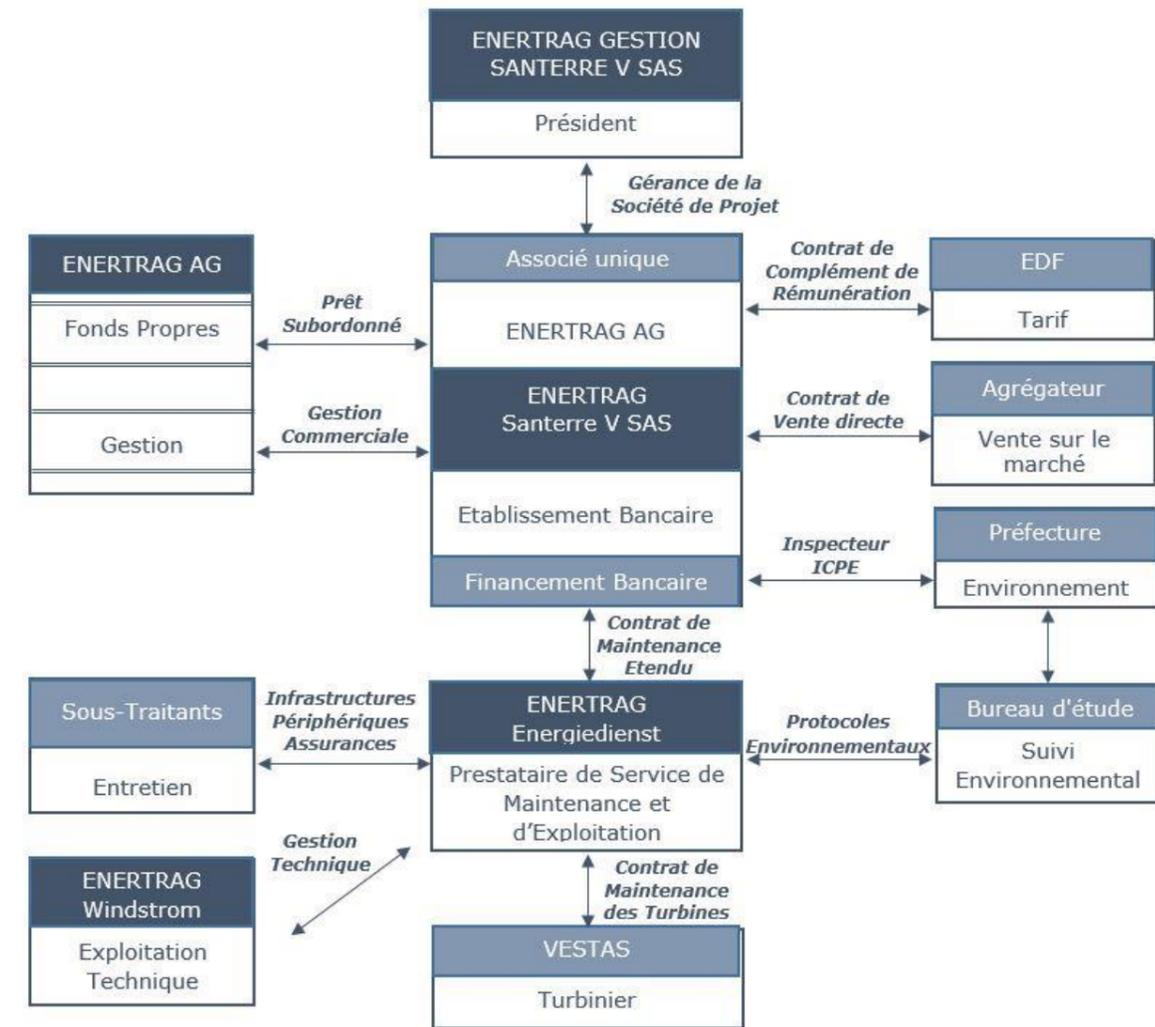 ENERTRAG GESTION
SANTERRE V SAS
Président
Gérance de la
Société de Projet
ENERTRAG AG
Fonds Propres
Gestion
Prêt
Subordonné
Gestion
Commerciale
Associé unique
ENERTRAG AG
ENERTRAG
Santerre V SAS
Etablissement Bancaire
Financement Bancaire
Contrat de
Complément de
Rémunération
EDF
Tarif
Contrat de
Vente directe
Agrégateur
Vente sur le
marché
Inspecteur
ICPE
Préfecture
Environnement
Contrat de
Maintenance
Etendu
Sous-Traitants
Entretien
Infrastructures
Périphériques
Assurances
ENERTRAG
Energiedienst
Prestataire de Service de
Maintenance et
d'Exploitation
Protocoles
Environnementaux
Bureau d'étude
Suivi
Environnemental
Gestion
Technique
ENERTRAG
Windstrom
Exploitation
Technique
Contrat de
Maintenance
des Turbines
VESTAS
Turbinier